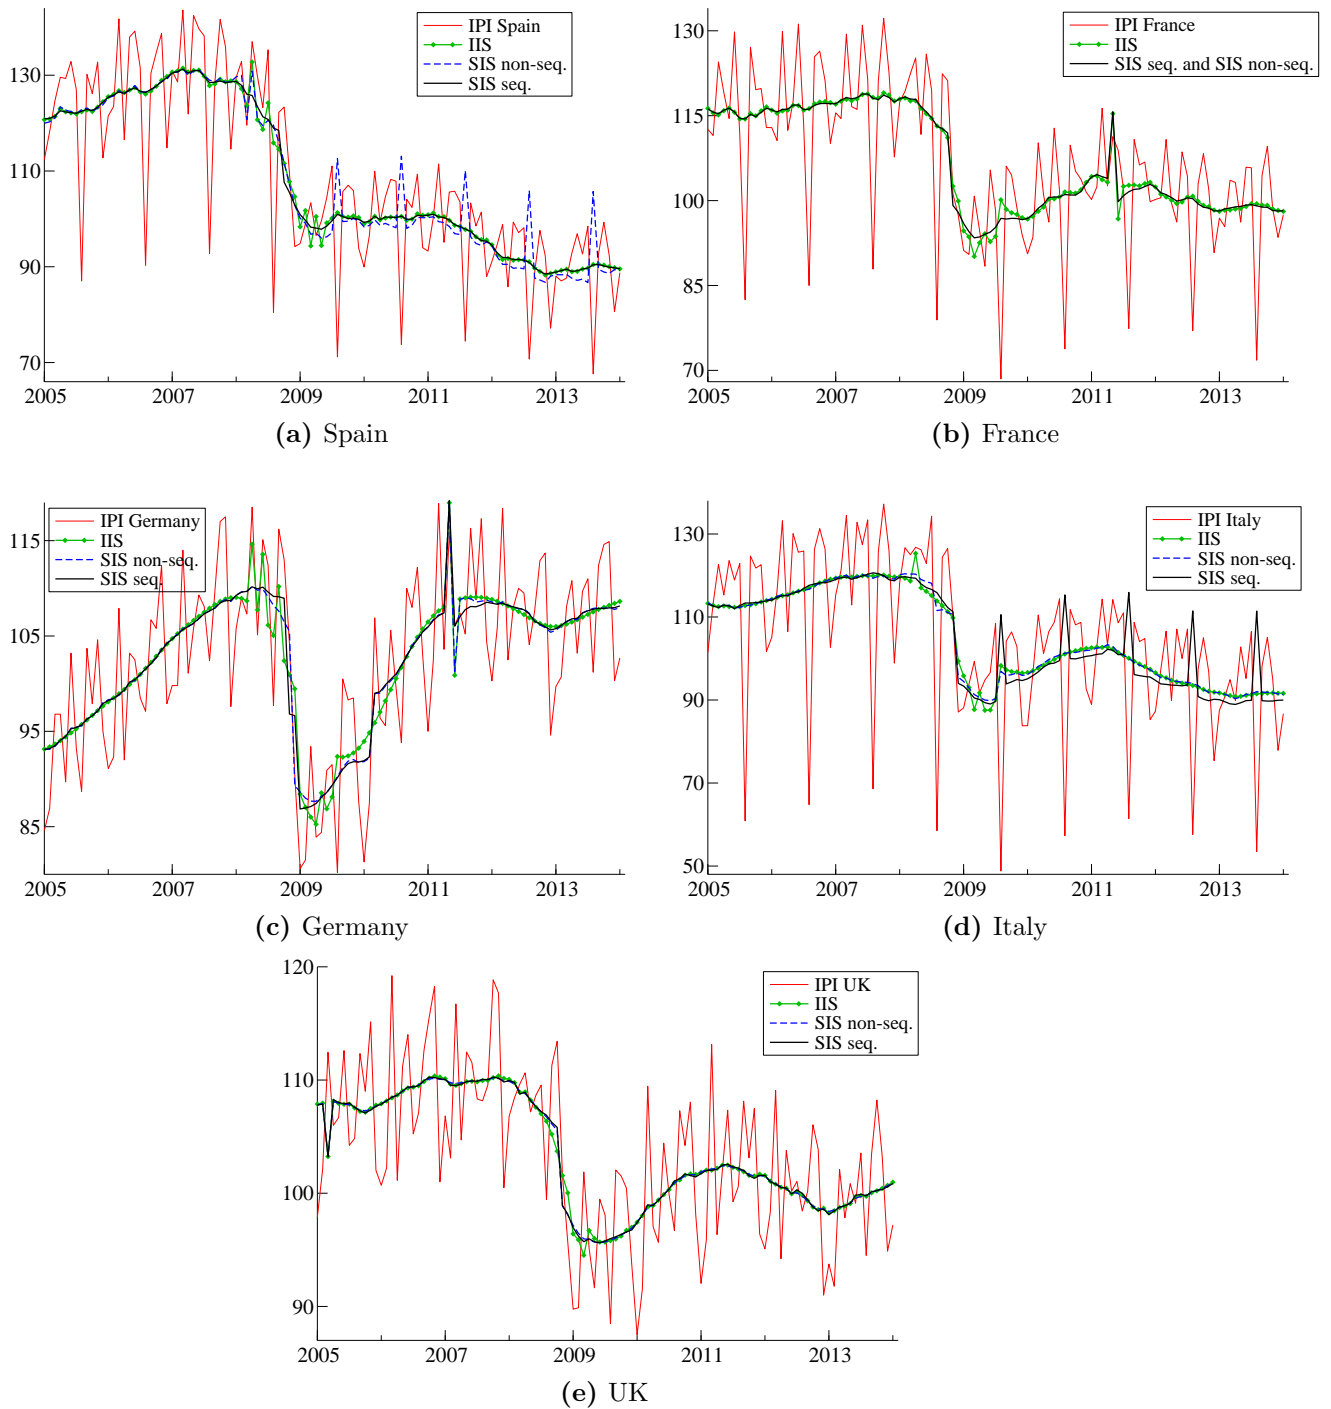 IPI Spain
IIS
SIS non-seq.
SIS seq.
130
110
90
70
2005 2007 2009 2011 2013
(a) Spain
IPI France
IIS
SIS seq. and SIS non-seq.
130
115
100
85
70
2005 2007 2009 2011 2013
(b) France
IPI Germany
IIS
SIS non-seq.
SIS seq.
115
105
95
85
2005 2007 2009 2011 2013
(c) Germany
IPI Italy
IIS
SIS non-seq.
SIS seq.
130
110
90
70
50
2005 2007 2009 2011 2013
(d) Italy
IPI UK
IIS
SIS non-seq.
SIS seq.
120
110
100
90
2005 2007 2009 2011 2013
(e) UK